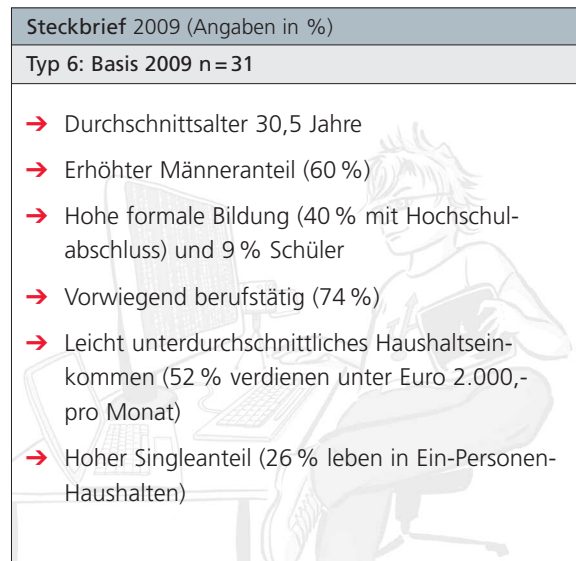 Steckbrief 2009 (Angaben in %)
Typ 6: Basis 2009 n=31
➔ Durchschnittsalter 30,5 Jahre
➔ Erhöhter Männeranteil (60 %)
➔ Hohe formale Bildung (40 % mit Hochschul-
abschluss) und 9 % Schüler
➔ Vorwiegend berufstätig (74 %)
➔ Leicht unterdurchschnittliches Haushaltsein-
kommen (52 % verdienen unter Euro 2.000,-
pro Monat)
➔ Hoher Singleanteil (26 % leben in Ein-Personen-
Haushalten)